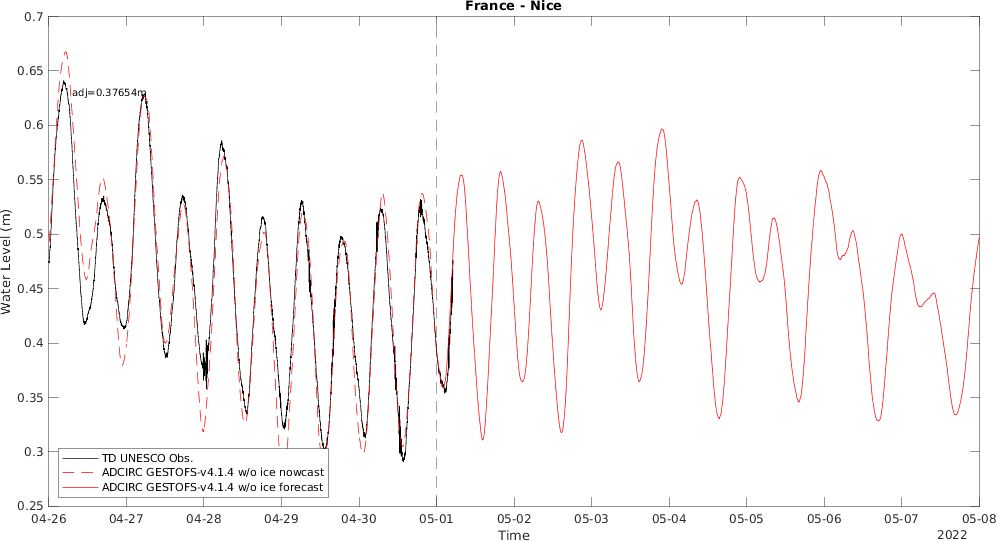 France - Nice
0.7
0.65
0.6
0.55
0.5
0.45
0.4
0.35
0.3
0.25
Water Level (m)
adj=0.37654m
TD UNESCO Obs.
ADCIRC GESTOFS-v4.1.4 w/o ice nowcast
ADCIRC GESTOFS-v4.1.4 w/o ice forecast
04-26 04-27 04-28 04-29 04-30 05-01 05-02 05-03 05-04 05-05 05-06 05-07 05-08
Time
2022